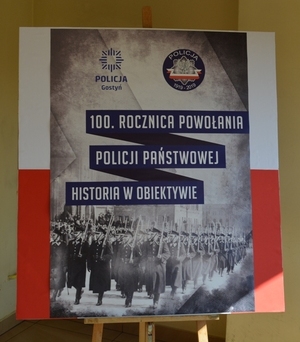 POLICJA
Gostyń
POLICJA
1919-2019
100. ROCZNICA POWOŁANIA
POLICJI PAŃSTWOWEJ
HISTORIA W OBIEKTYWIE